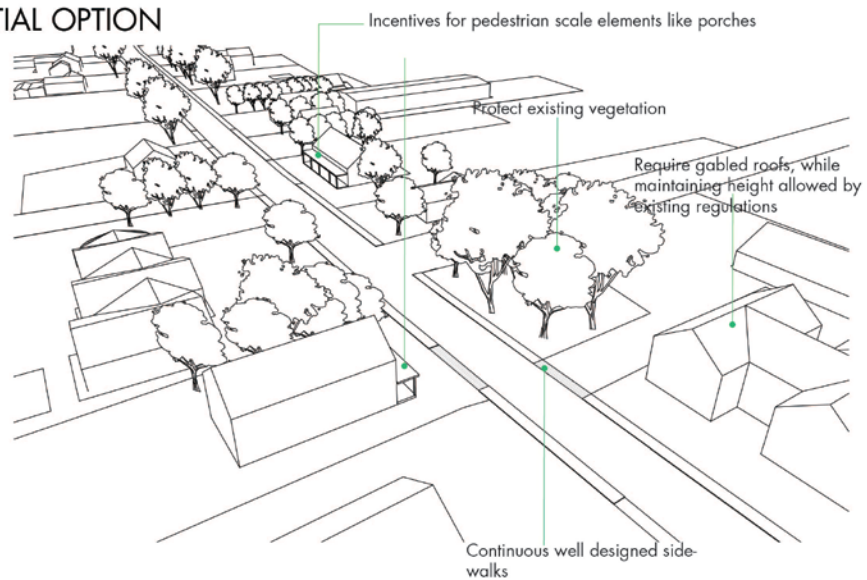 TIAL OPTION
Incentives for pedestrian scale elements like porches
Protect existing vegetation
Require gabled roofs, while
maintaining height allowed by
existing regulations
Continuous well designed side-
walks